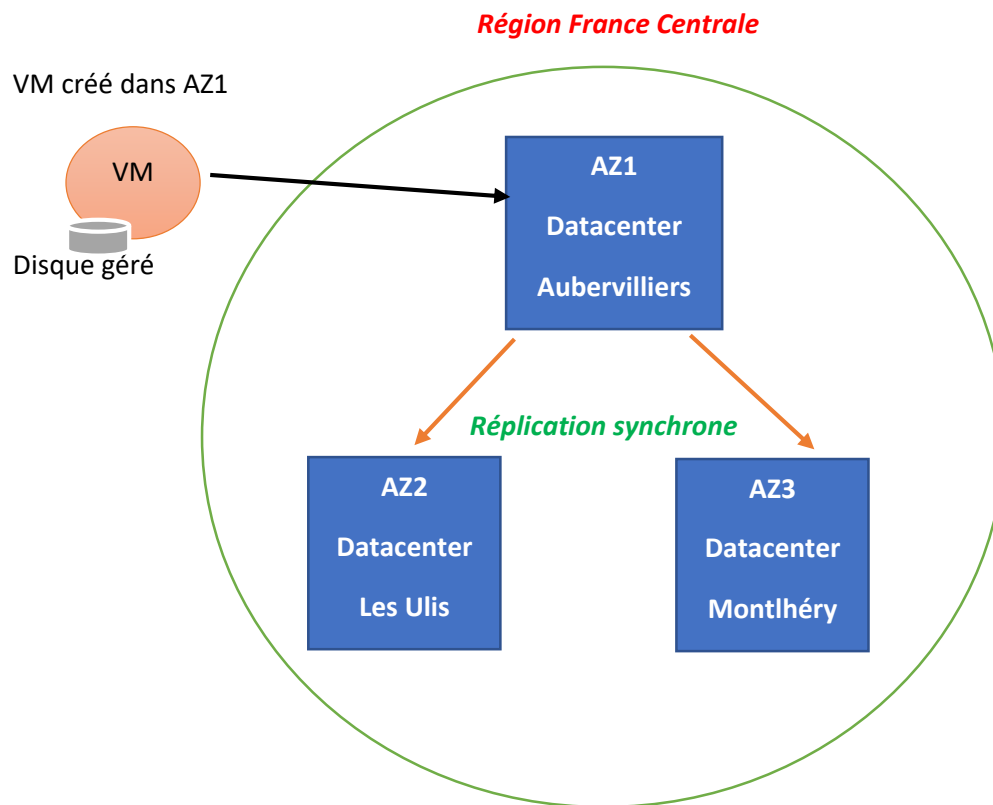 Région France Centrale
VM créé dans AZ1
VM
Disque géré
AZ1
Datacenter
Aubervilliers
Réplication synchrone
AZ2
Datacenter
Les Ulis
AZ3
Datacenter
Montlhéry